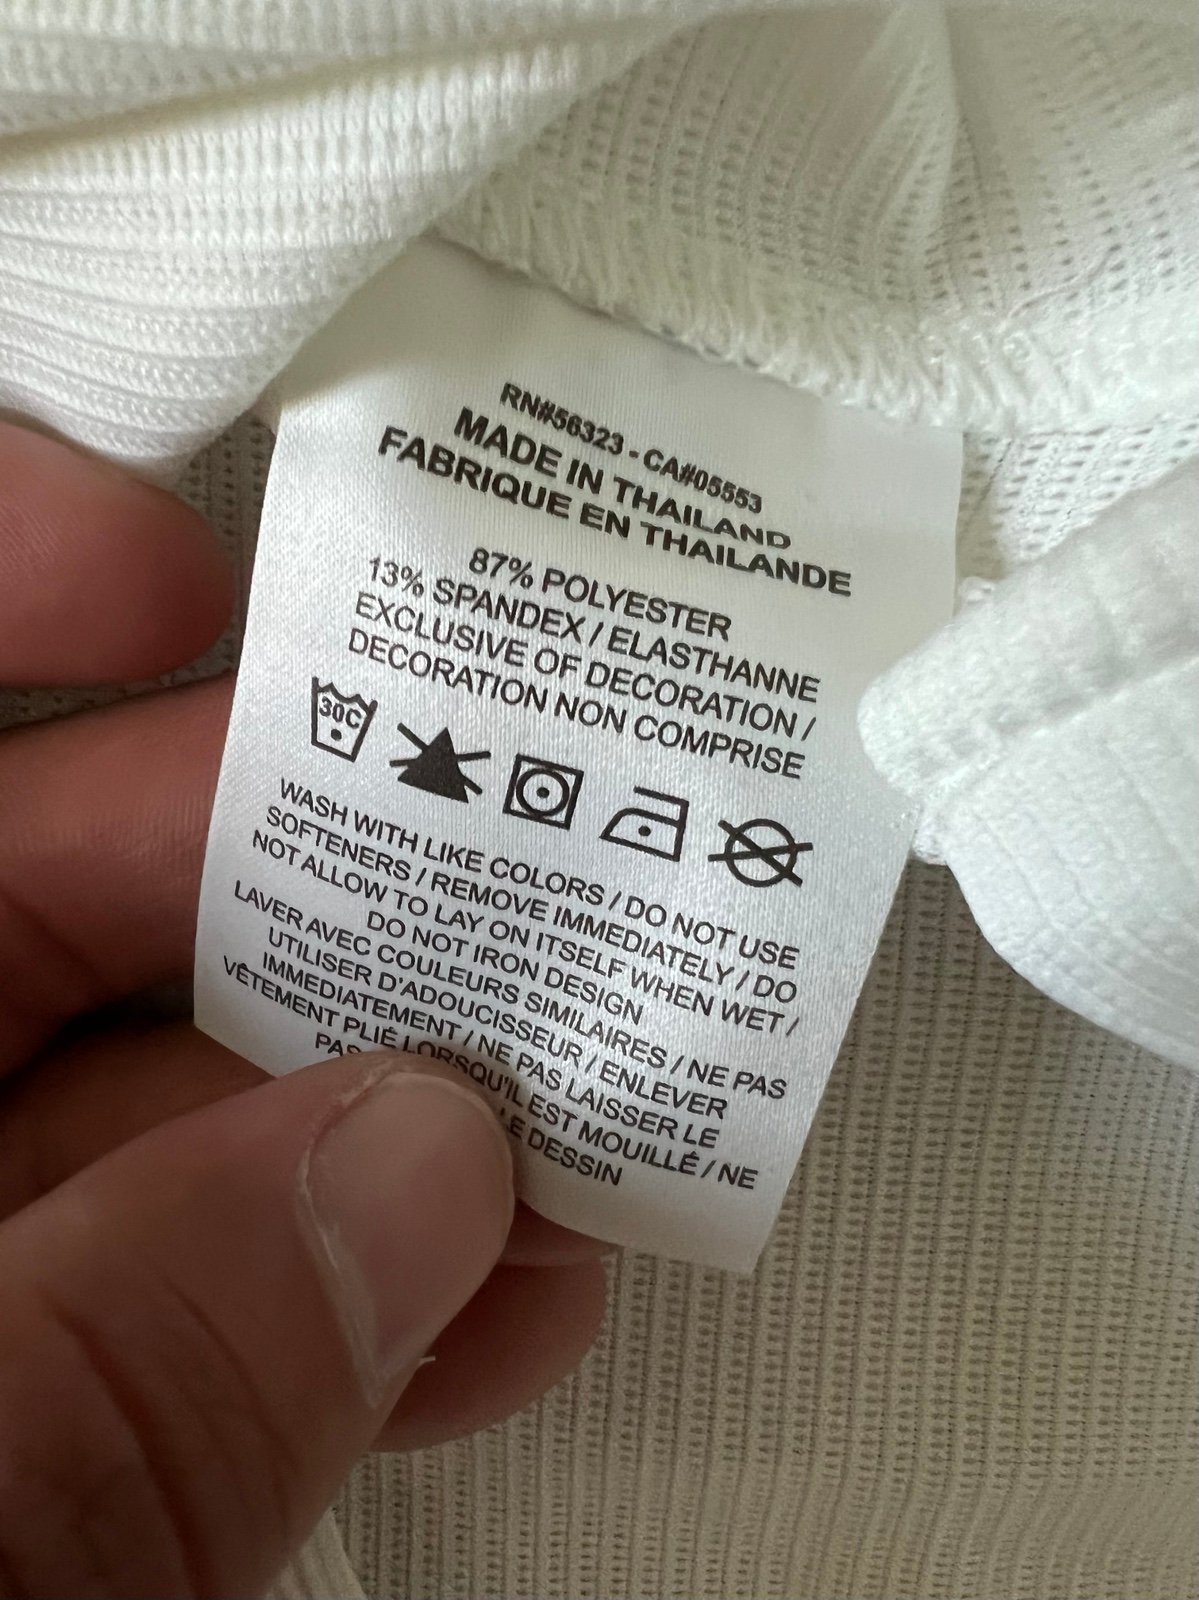 RN#56323 - CA#05553
MADE IN THAILAND
FABRIQUE EN THAILANDE
87% POLYESTER
13% SPANDEX / ELASTHANNE
EXCLUSIVE OF DECORATION /
DECORATION NON COMPRISE
30C
WASH WITH LIKE COLORS / DO NOT USE
SOFTENERS / REMOVE IMMEDIATELY / DO
NOT ALLOW TO LAY ON ITSELF WHEN WET /
DO NOT IRON DESIGN
LAVER AVEC COULEURS SIMILAIRES / NE PAS
UTILISER D'ADOUCISSEUR / ENLEVER
IMMEDIATEMENT / NE PAS LAISSER LE
VÊTEMENT PLIÉ LORSQU'IL EST MOUILLÉ / NE
PAS LE DESSIN